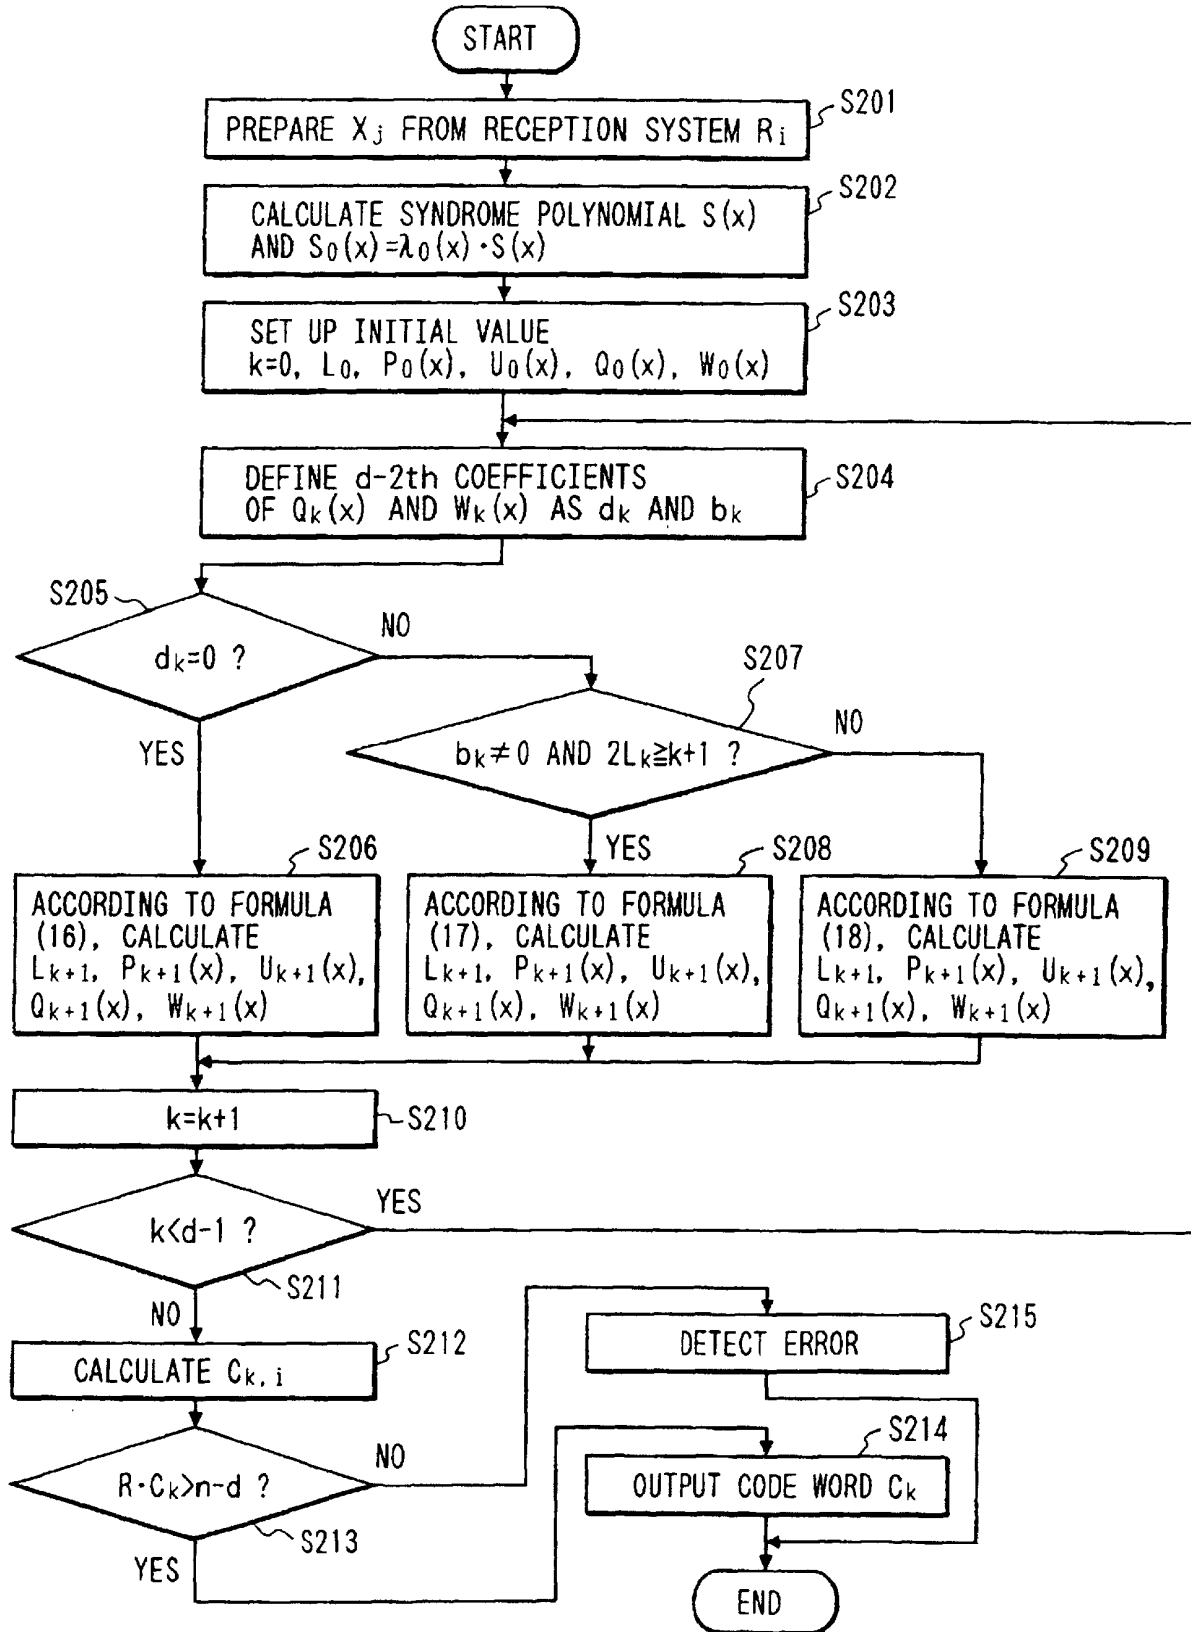 START
S201
PREPARE Xj FROM RECEPTION SYSTEM Ri
S202
CALCULATE SYNDROME POLYNOMIAL S(x)
AND S0(x)=λ0(x)·S(x)
S203
SET UP INITIAL VALUE
k=0, L0, P0(x), U0(x), Q0(x), W0(x)
S204
DEFINE d-2th COEFFICIENTS
OF Qk(x) AND Wk(x) AS dk AND bk
S205
dk=0 ?
NO
YES
S207
bk≠0 AND 2Lk≧k+1 ?
NO
YES
S206
ACCORDING TO FORMULA
(16), CALCULATE
Lk+1, Pk+1(x), Uk+1(x),
Qk+1(x), Wk+1(x)
S208
ACCORDING TO FORMULA
(17), CALCULATE
Lk+1, Pk+1(x), Uk+1(x),
Qk+1(x), Wk+1(x)
S209
ACCORDING TO FORMULA
(18), CALCULATE
Lk+1, Pk+1(x), Uk+1(x),
Qk+1(x), Wk+1(x)
k=k+1
S210
k<d-1 ?
YES
S211
NO
S212
CALCULATE Ck,i
S215
DETECT ERROR
R·Ck>n-d ?
NO
S213
YES
S214
OUTPUT CODE WORD Ck
END